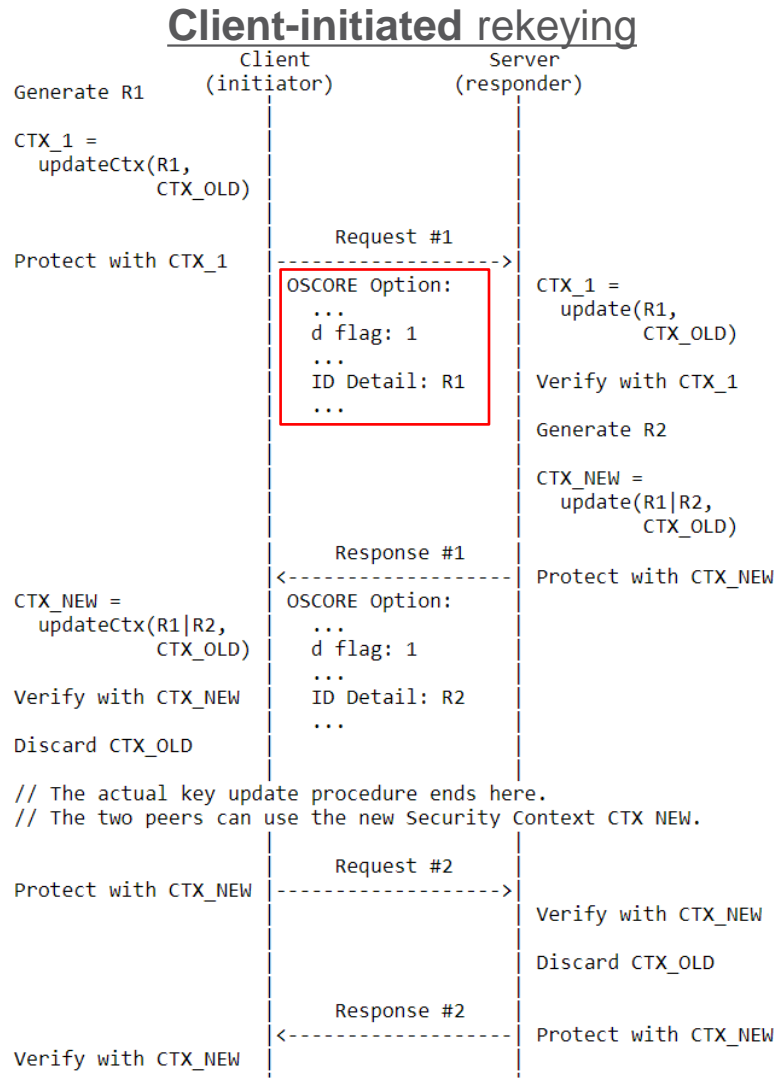 Client-initiated rekeying
Client Server
(initiator) (responder)
Generate R1
CTX_1 =
updateCtx(R1,
CTX_OLD)
Request #1
Protect with CTX_1 |------------------->|
OSCORE Option: CTX_1 =
... update(R1,
d flag: 1 CTX_OLD)
...
ID Detail: R1 Verify with CTX_1
...
Generate R2
CTX_NEW =
update(R1|R2,
CTX_OLD)
Response #1
|<-------------------| Protect with CTX_NEW
CTX_NEW = OSCORE Option:
updateCtx(R1|R2, ...
CTX_OLD) d flag: 1
...
Verify with CTX_NEW ID Detail: R2
...
Discard CTX_OLD
// The actual key update procedure ends here.
// The two peers can use the new Security Context CTX NEW.
Request #2
Protect with CTX_NEW |------------------->|
Verify with CTX_NEW
Discard CTX_OLD
Response #2
|<-------------------| Protect with CTX_NEW
Verify with CTX_NEW